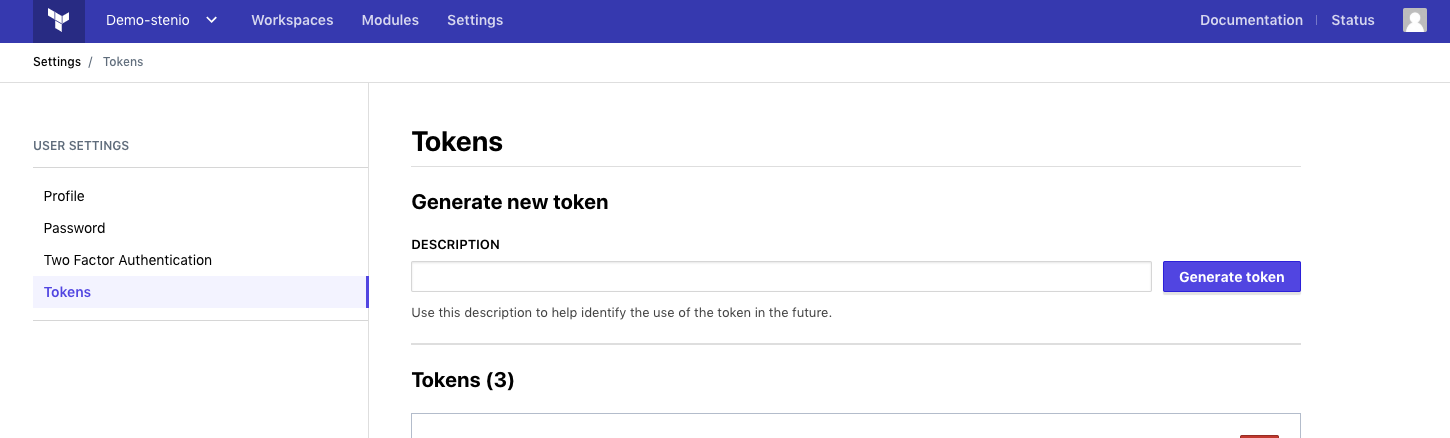 Demo-stenio Workspaces Modules Settings Documentation Status
Settings / Tokens
USER SETTINGS
Profile
Password
Two Factor Authentication
Tokens
Tokens
Generate new token
DESCRIPTION
Generate token
Use this description to help identify the use of the token in the future.
Tokens (3)